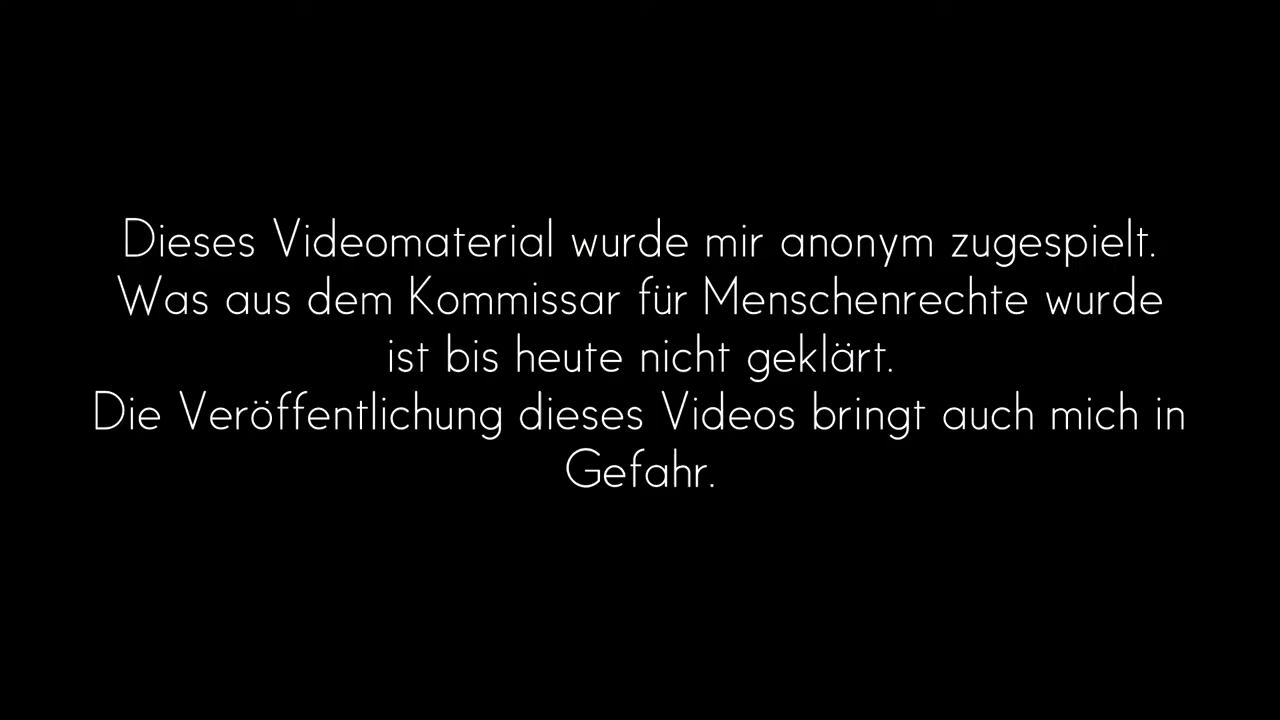 Dieses Videomaterial wurde mir anonym zugespielt.
Was aus dem Kommissar für Menschenrechte wurde
ist bis heute nicht geklärt.
Die Veröffentlichung dieses Videos bringt auch mich in
Gefahr.